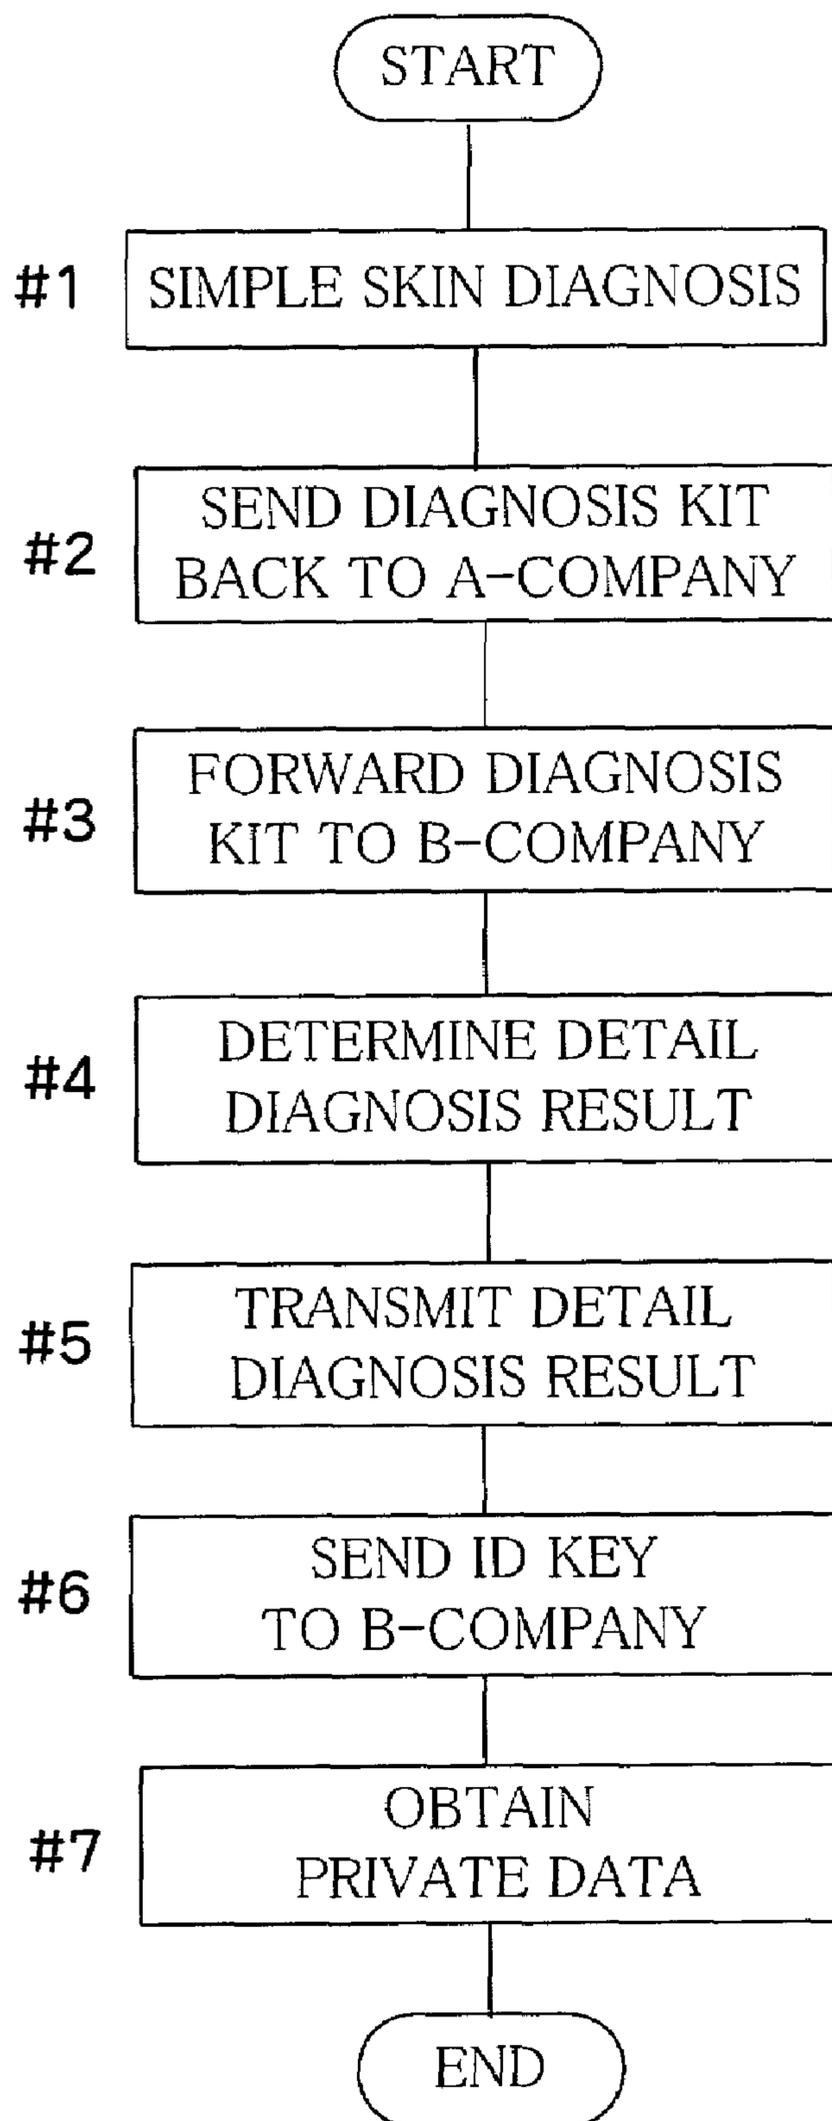 START
#1 SIMPLE SKIN DIAGNOSIS
#2 SEND DIAGNOSIS KIT
BACK TO A-COMPANY
#3 FORWARD DIAGNOSIS
KIT TO B-COMPANY
#4 DETERMINE DETAIL
DIAGNOSIS RESULT
#5 TRANSMIT DETAIL
DIAGNOSIS RESULT
#6 SEND ID KEY
TO B-COMPANY
#7 OBTAIN
PRIVATE DATA
END